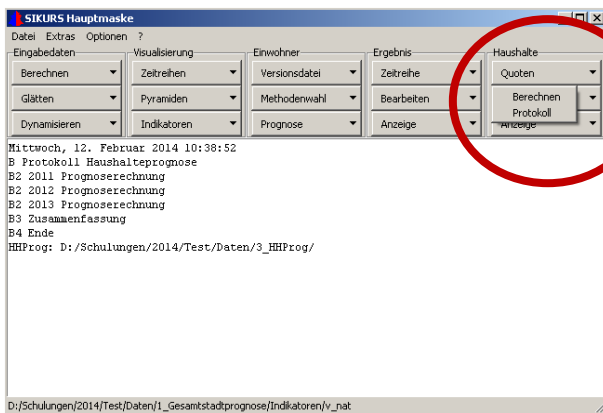 SIKURS Hauptmaske
Datei Extras Optionen ?
Eingabedaten Visualisierung Einwohner Ergebnis Haushalte
Berechnen Zeitreihen Versionsdatei Zeitreihe Quoten
Glätten Pyramiden Methodenwahl Bearbeiten Berechnen
Protokoll
Dynamisieren Indikatoren Prognose Anzeige Anzeige
Mittwoch, 12. Februar 2014 10:38:52
B Protokoll Haushalteprognose
B2 2011 Prognoserechnung
B2 2012 Prognoserechnung
B2 2013 Prognoserechnung
B3 Zusammenfassung
B4 Ende
HHProg: D:/Schulungen/2014/Test/Daten/3_HHProg/
D:/Schulungen/2014/Test/Daten/1_Gesamtstadtprognose/Indikatoren/v_nat